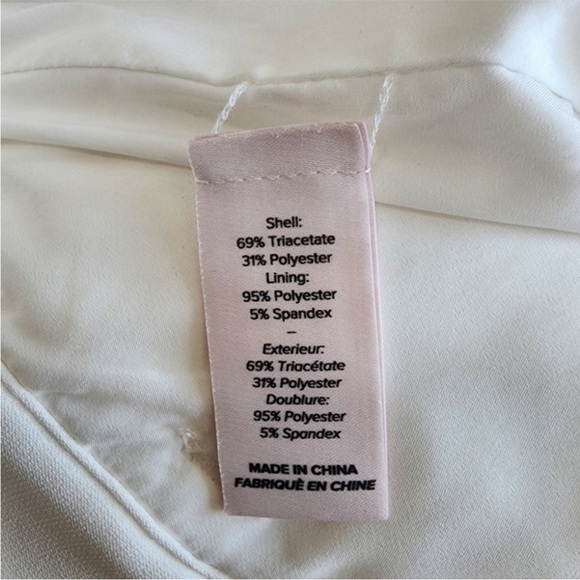 Shell:
69% Triacetate
31% Polyester
Lining:
95% Polyester
5% Spandex
–
Exterieur:
69% Triacétate
31% Polyester
Doublure:
95% Polyester
5% Spandex
MADE IN CHINA
FABRIQUÈ EN CHINE